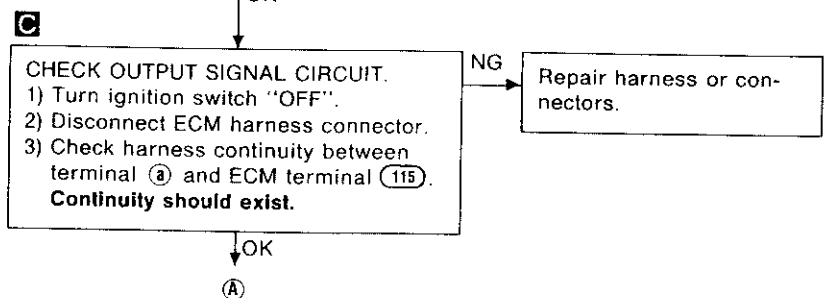 OK
C
CHECK OUTPUT SIGNAL CIRCUIT.
1) Turn ignition switch "OFF".
2) Disconnect ECM harness connector.
3) Check harness continuity between
terminal ⓐ and ECM terminal (115).
Continuity should exist.
NG
Repair harness or con-
nectors.
OK
Ⓐ